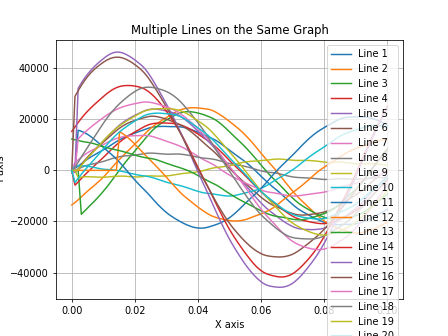 Multiple Lines on the Same Graph
40000
20000
0
−20000
−40000
axis
0.00
0.02
0.04
0.06
X axis
Line 1
Line 2
Line 3
Line 4
Line 5
Line 6
Line 7
Line 8
Line 9
Line 10
Line 11
Line 12
Line 13
Line 14
Line 15
Line 16
Line 17
Line 18
Line 19
Line 20